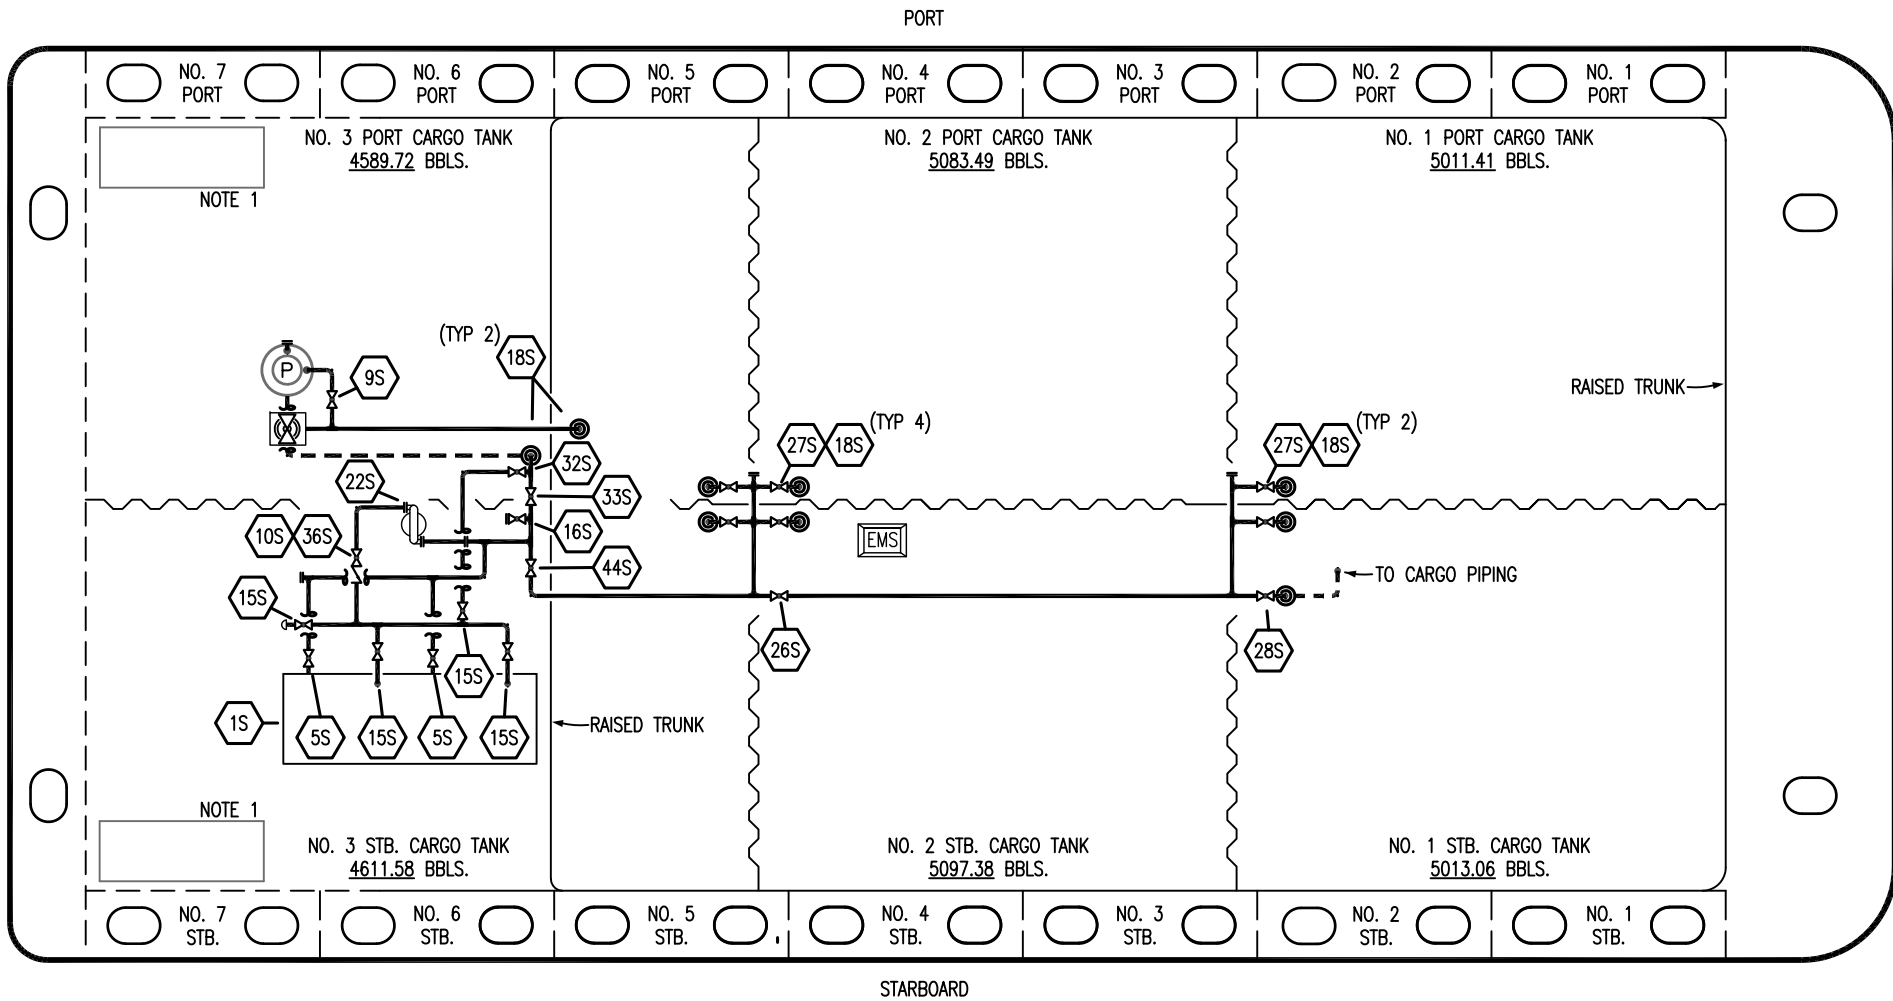 PORT
NO. 7
PORT
NO. 6
PORT
NO. 5
PORT
NO. 4
PORT
NO. 3
PORT
NO. 2
PORT
NO. 1
PORT
NO. 3 PORT CARGO TANK
4589.72 BBLS.
NO. 2 PORT CARGO TANK
5083.49 BBLS.
NO. 1 PORT CARGO TANK
5011.41 BBLS.
NOTE 1
(TYP 2)
18S
P
9S
RAISED TRUNK
(TYP 4)
27S
18S
(TYP 2)
27S
18S
32S
22S
33S
10S
36S
16S
EMS
44S
TO CARGO PIPING
15S
26S
28S
15S
1S
5S
15S
5S
15S
RAISED TRUNK
NOTE 1
NO. 3 STB. CARGO TANK
4611.58 BBLS.
NO. 2 STB. CARGO TANK
5097.38 BBLS.
NO. 1 STB. CARGO TANK
5013.06 BBLS.
NO. 7
STB.
NO. 6
STB.
NO. 5
STB.
NO. 4
STB.
NO. 3
STB.
NO. 2
STB.
NO. 1
STB.
STARBOARD